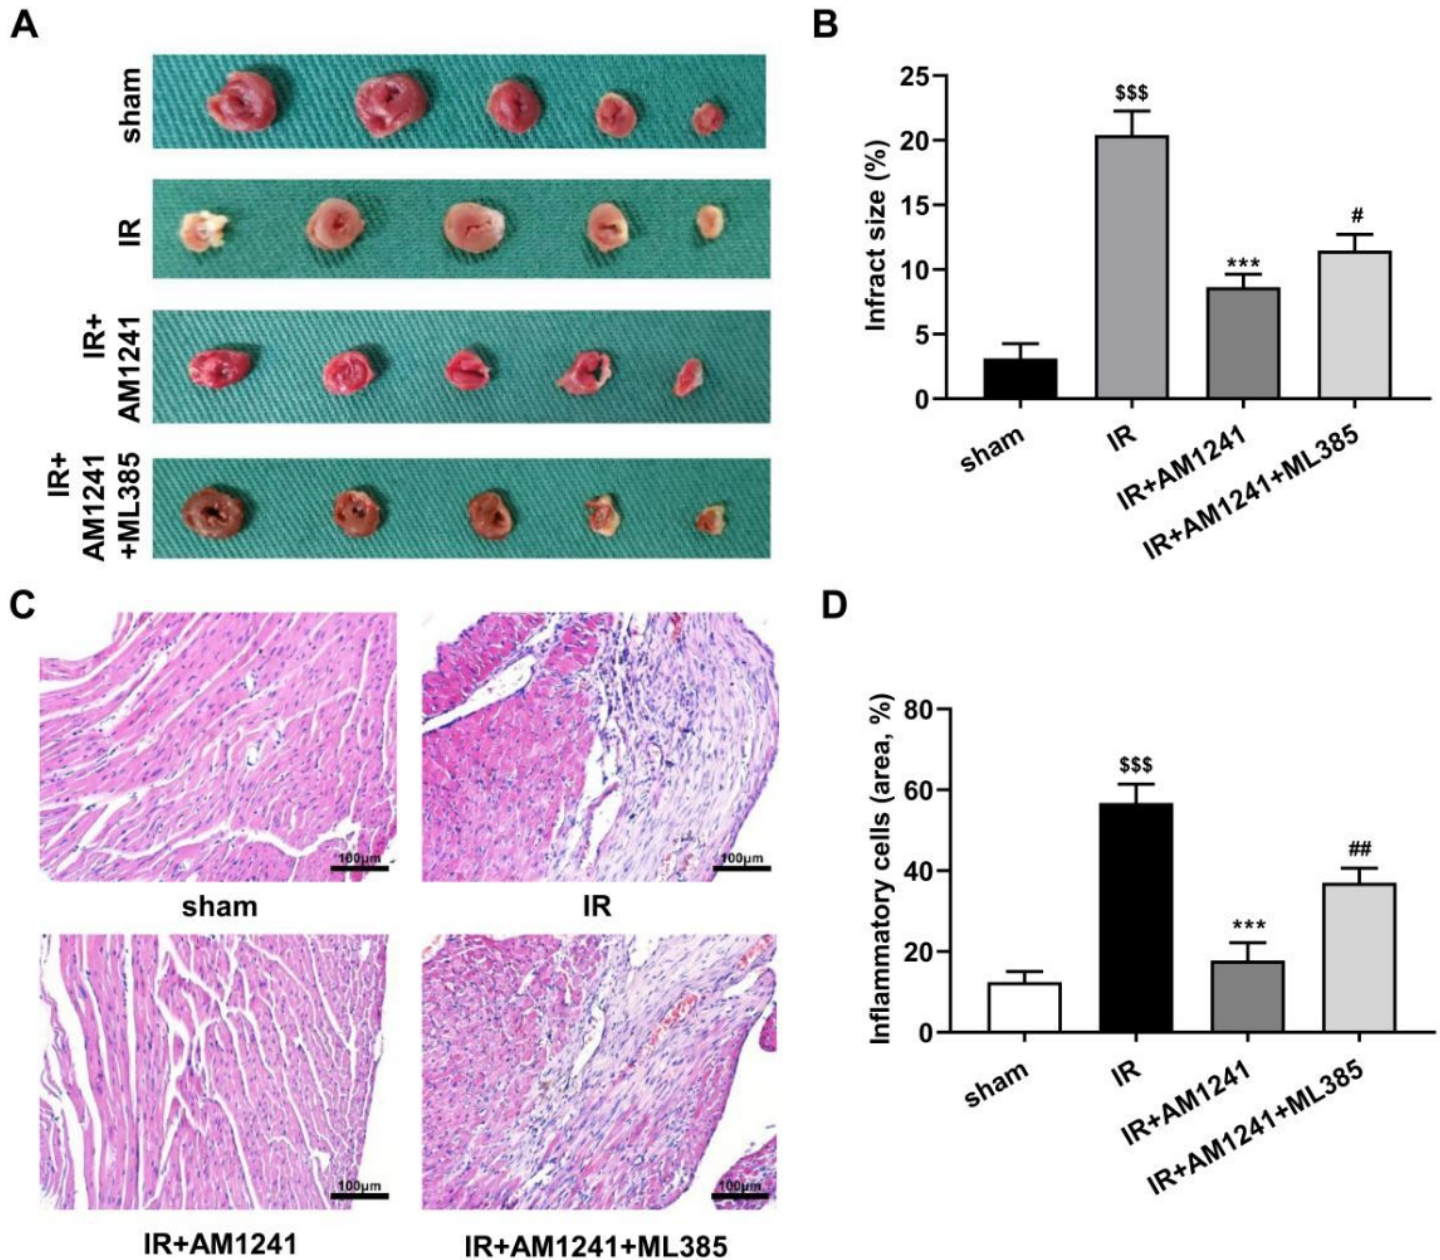 A
sham
IR
IR+
AM1241
IR+
AM1241
+ML385
B
Infract size (%)
25
20
15
10
5
0
$$$
***
#
sham
IR
IR+AM1241
IR+AM1241+ML385
C
100μm
sham
100μm
IR
100μm
IR+AM1241
100μm
IR+AM1241+ML385
D
Inflammatory cells (area, %)
80
60
40
20
0
$$$
***
##
sham
IR
IR+AM1241
IR+AM1241+ML385